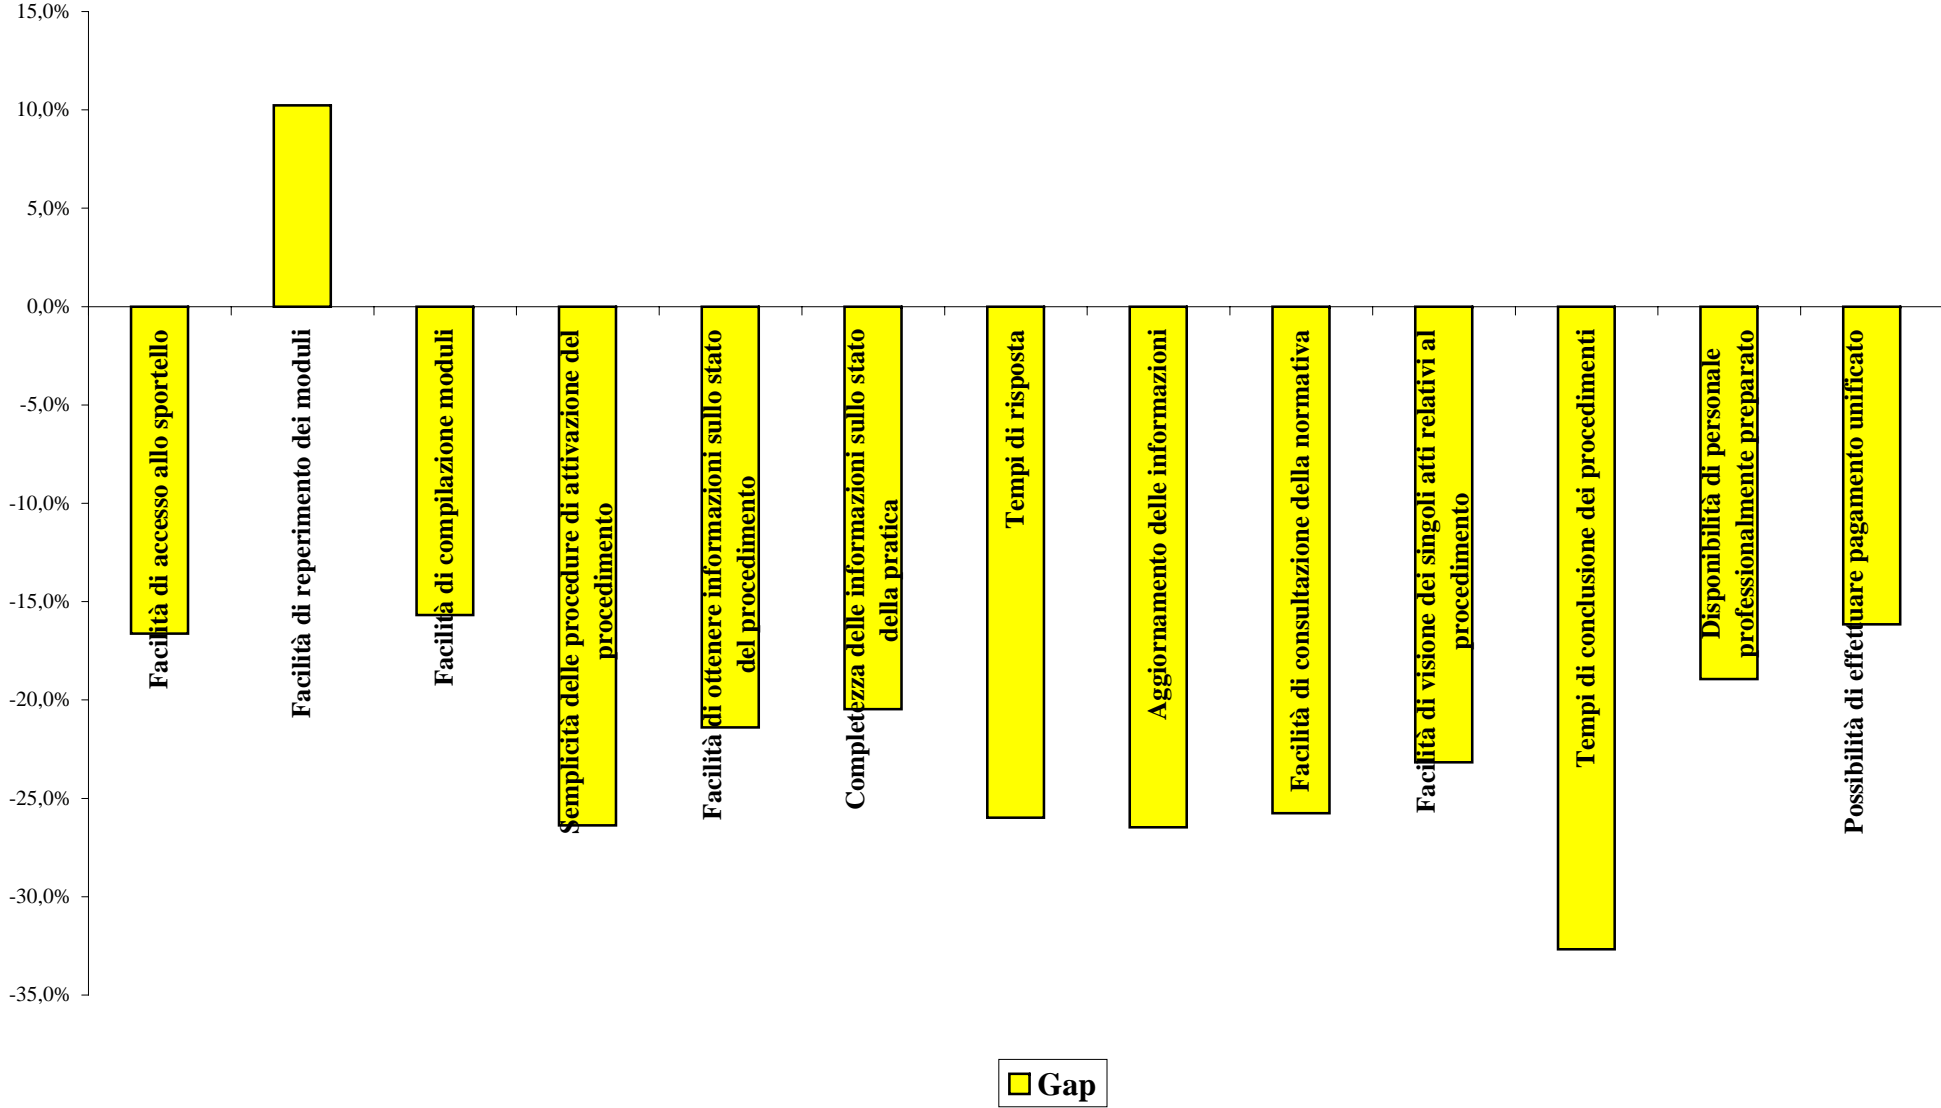 15,0%
10,0%
5,0%
0,0%
-5,0%
-10,0%
-15,0%
-20,0%
-25,0%
-30,0%
-35,0%
Facilità di accesso allo sportello
Facilità di reperimento dei moduli
Facilità di compilazione moduli
Semplicità delle procedure di attivazione del
procedimento
Facilità di ottenere informazioni sullo stato
del procedimento
Completezza delle informazioni sullo stato
della pratica
Tempi di risposta
Aggiornamento delle informazioni
Facilità di consultazione della normativa
Facilità di visione dei singoli atti relativi al
procedimento
Tempi di conclusione dei procedimenti
Disponibilità di personale
professionalmente preparato
Possibilità di effettuare pagamento unificato
Gap